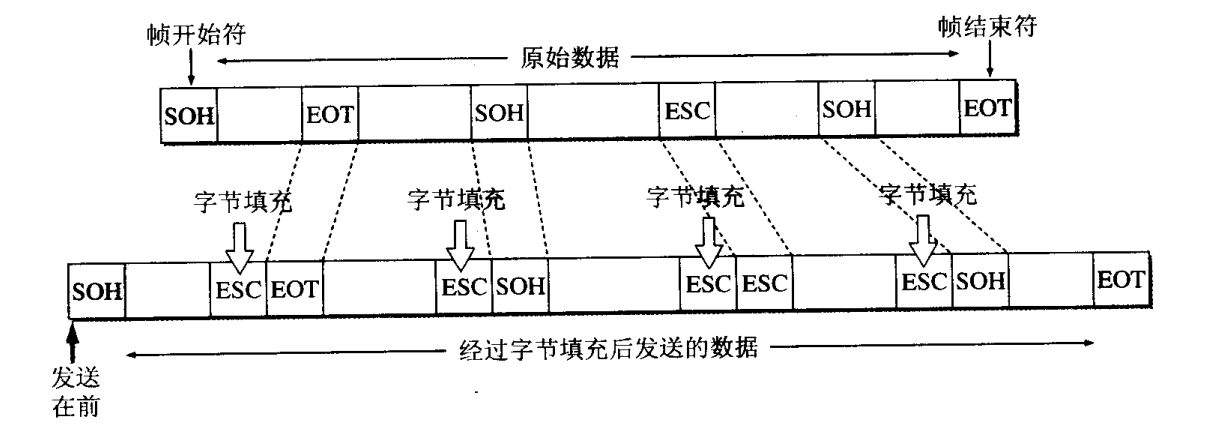 帧开始符
帧结束符
原始数据
SOH EOT SOH ESC SOH EOT
字节填充 字节填充 字节填充 字节填充
SOH ESC EOT ESC SOH ESC ESC ESC SOH EOT
经过字节填充后发送的数据
发送
在前